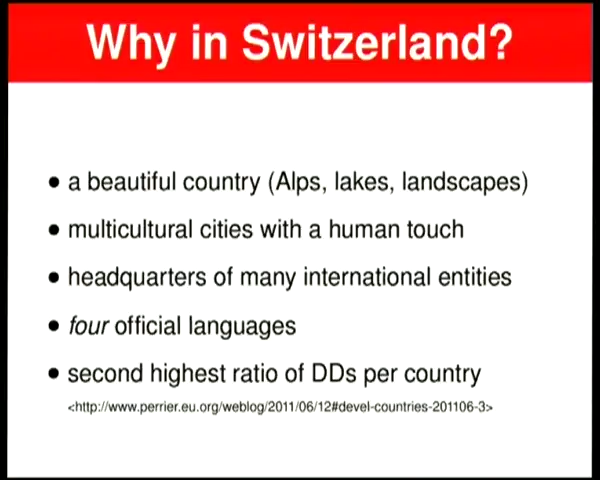 Why in Switzerland?
• a beautiful country (Alps, lakes, landscapes)
• multicultural cities with a human touch
• headquarters of many international entities
• four official languages
• second highest ratio of DDs per country
<http://www.perrier.eu.org/weblog/2011/06/12#devel-countries-201106-3>